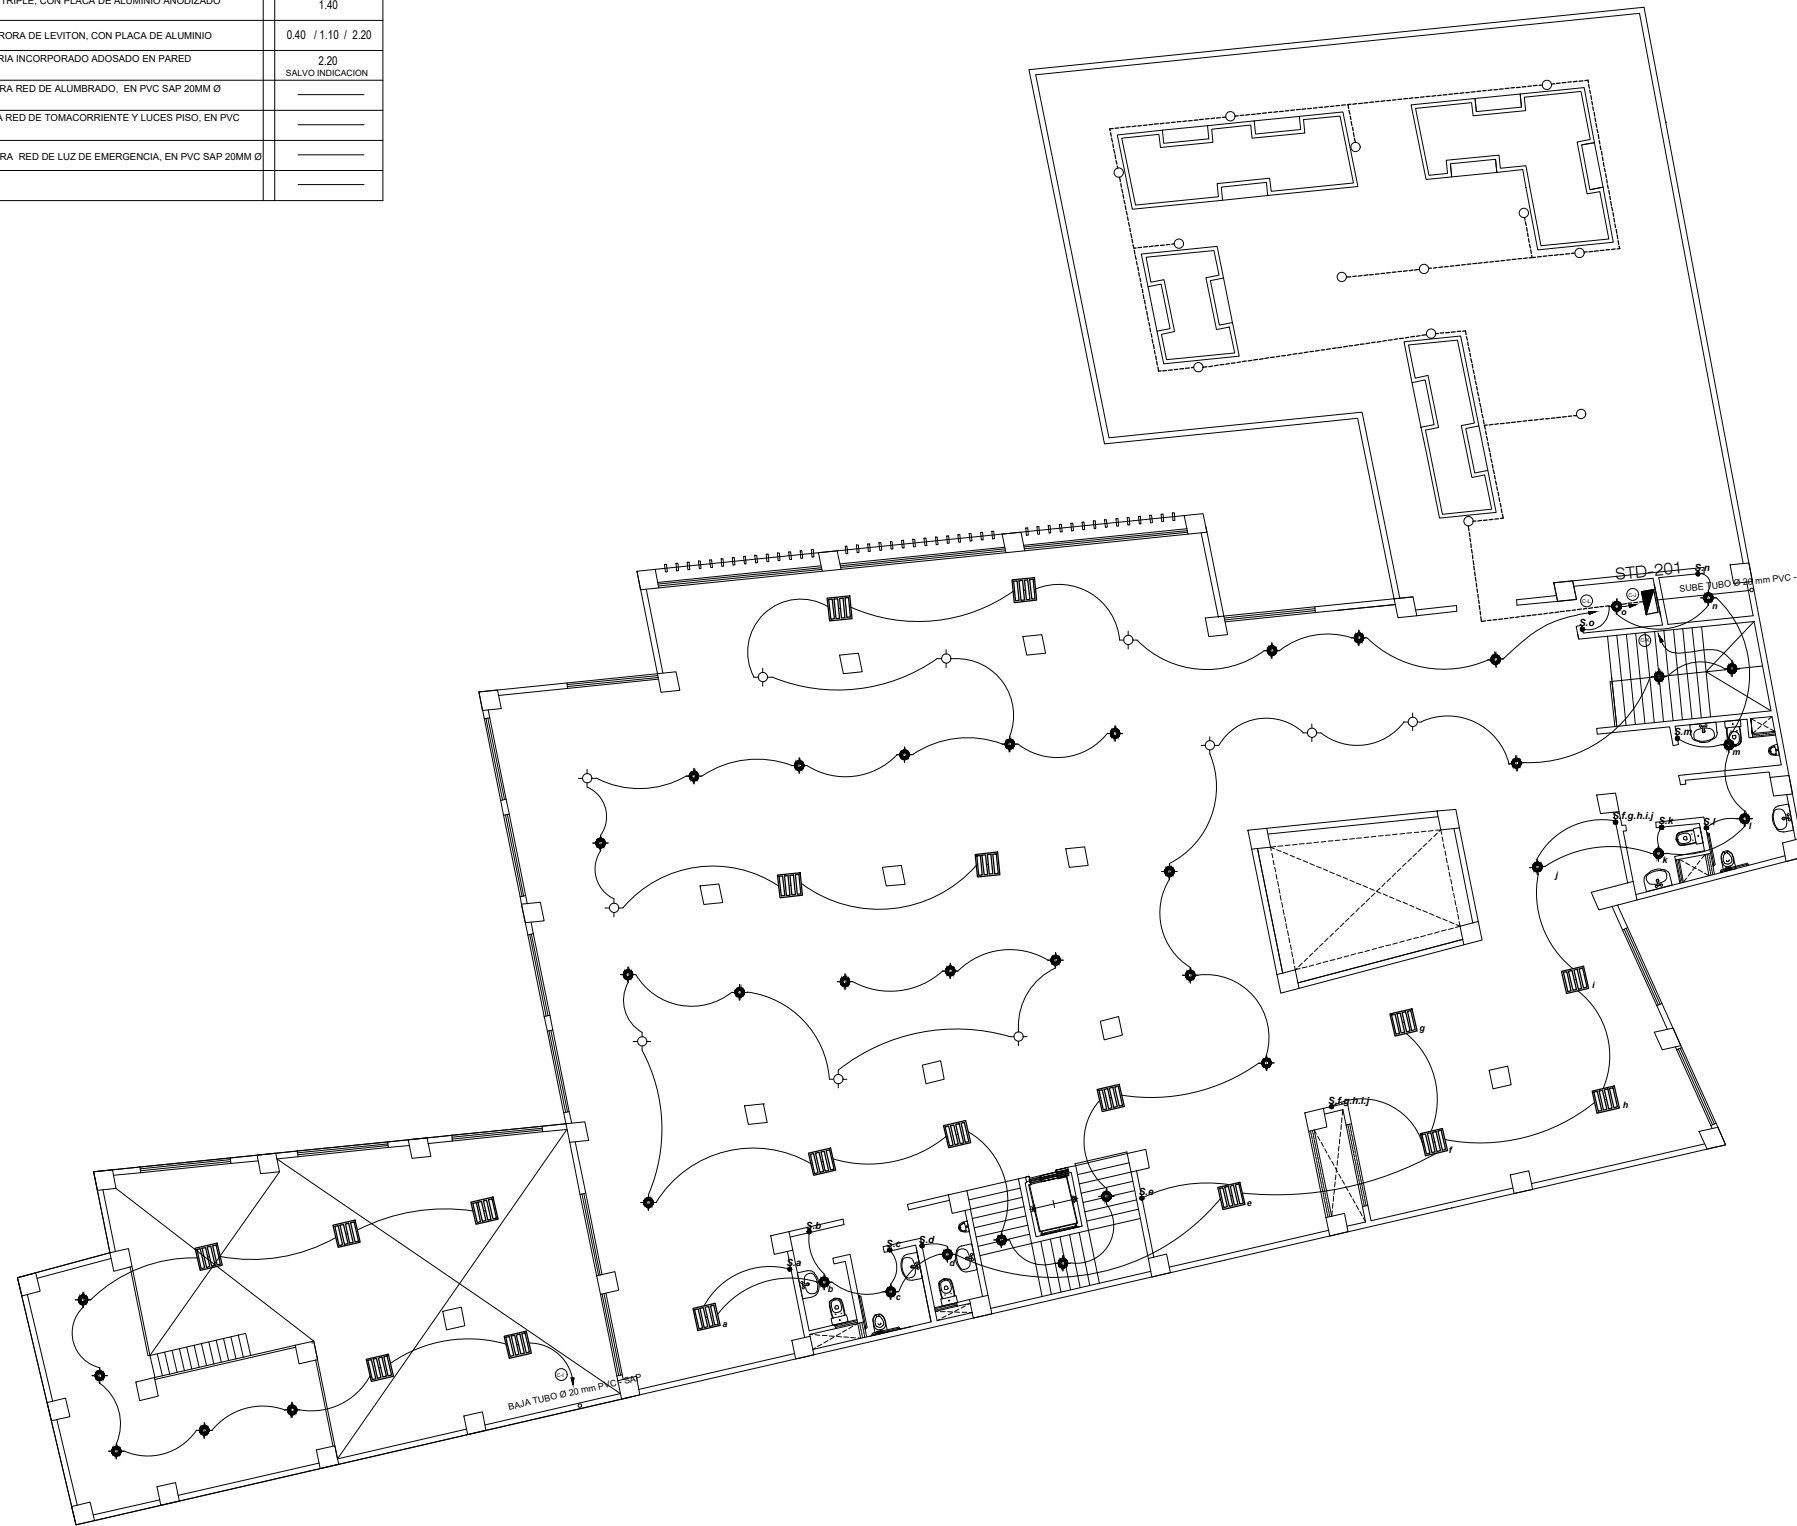 TRIPLE, CON PLACA DE ALUMINIO ANODIZADO
1.40
RORA DE LEVITON, CON PLACA DE ALUMINIO
0.40 / 1.10 / 2.20
RIA INCORPORADO ADOSADO EN PARED
2.20
SALVO INDICACION
RA RED DE ALUMBRADO, EN PVC SAP 20MM Ø
A RED DE TOMACORRIENTE Y LUCES PISO, EN PVC
RA RED DE LUZ DE EMERGENCIA, EN PVC SAP 20MM Ø
STD-201
S.n
SUBE TUBO Ø 20 mm PVC -
n
o
S.o
S.m
m
S.f.g.h.i.j
S.k
S.l
l
k
j
i
g
h
S.f.g.h.i.j
f
S.e
e
S.b
S.c
S.d
d
S.a
b
c
a
BAJA TUBO Ø 20 mm PVC - SAP